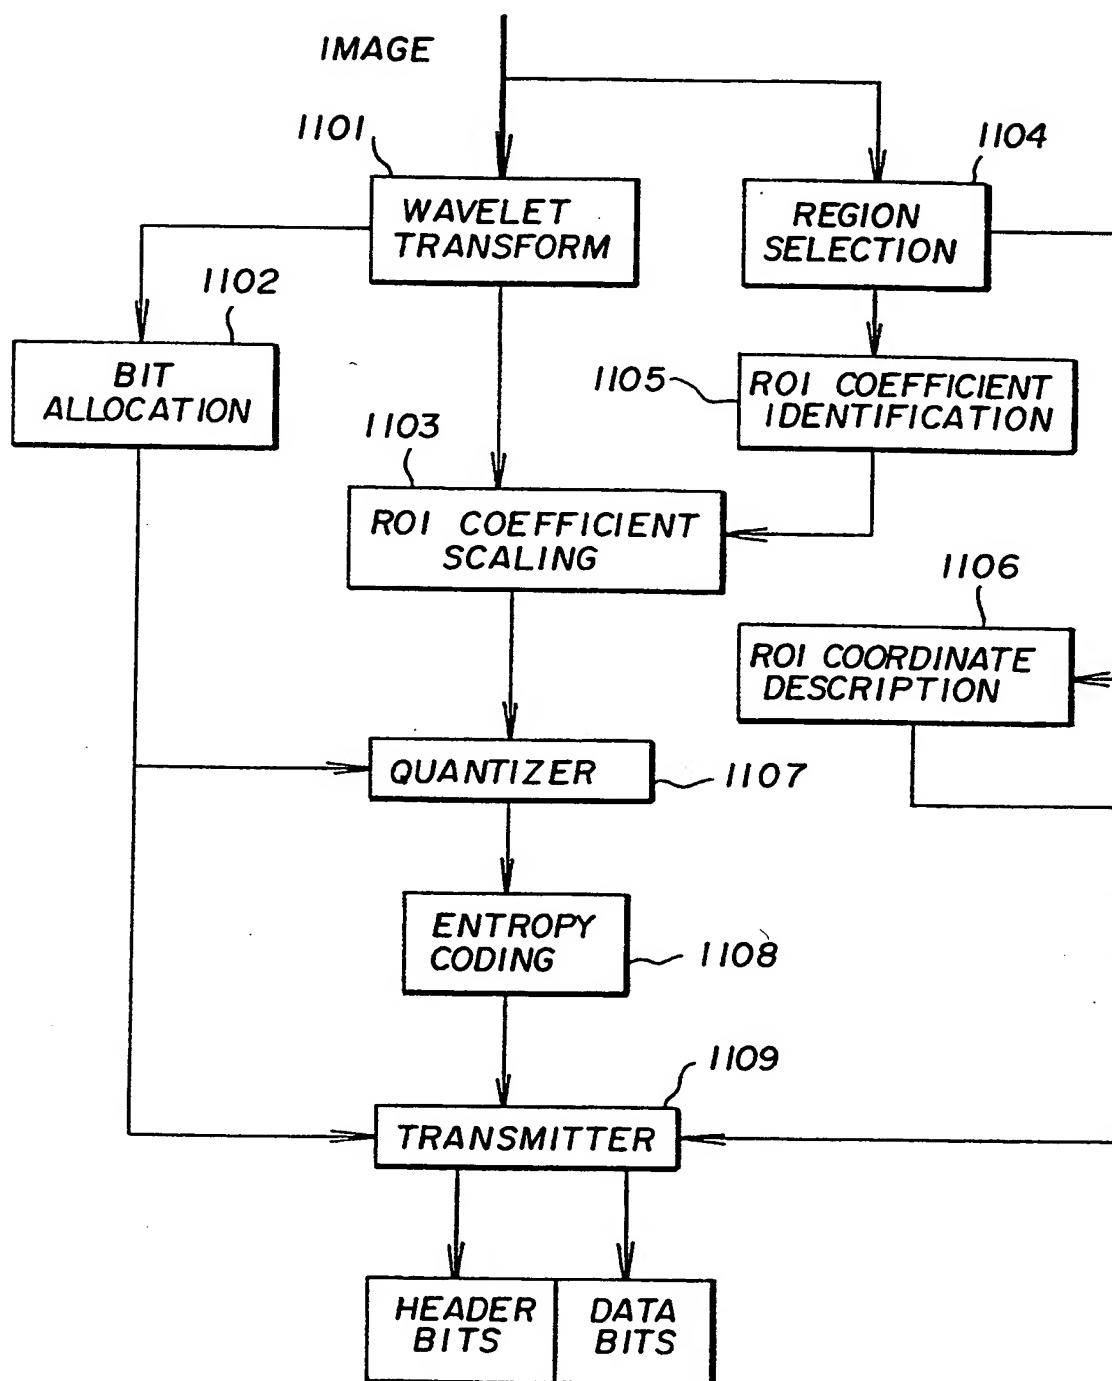 IMAGE
1101
1104
WAVELET
TRANSFORM
REGION
SELECTION
1102
BIT
ALLOCATION
1105
ROI COEFFICIENT
IDENTIFICATION
1103
ROI COEFFICIENT
SCALING
1106
ROI COORDINATE
DESCRIPTION
QUANTIZER
1107
ENTROPY
CODING
1108
1109
TRANSMITTER
HEADER
BITS
DATA
BITS